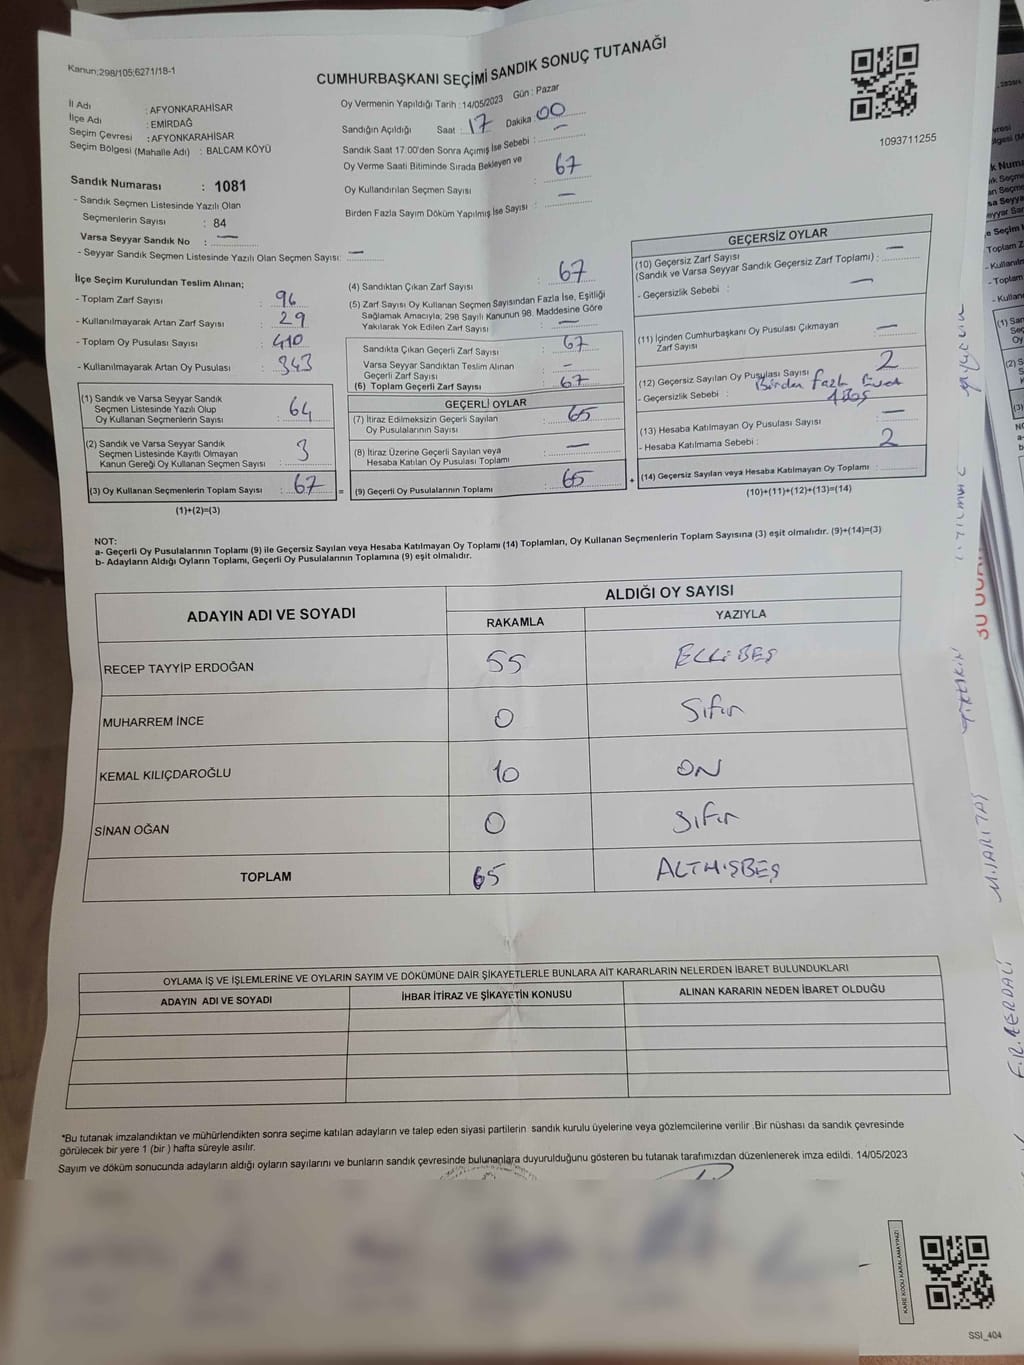 Kanun;298/105;6271/18-1
CUMHURBAŞKANI SEÇİMİ SANDIK SONUÇ TUTANAĞI
İl Adı : AFYONKARAHİSAR
İlçe Adı : EMİRDAĞ
Seçim Çevresi : AFYONKARAHİSAR
Seçim Bölgesi (Mahalle Adı) : BALCAM KÖYÜ
Sandık Numarası : 1081
- Sandık Seçmen Listesinde Yazılı Olan
Seçmenlerin Sayısı : 84
Varsa Seyyar Sandık No : —
- Seyyar Sandık Seçmen Listesinde Yazılı Olan Seçmen Sayısı: —
Oy Vermenin Yapıldığı Tarih : 14/05/2023 Gün : Pazar
Sandığın Açıldığı Saat : 17 Dakika : 00
Sandık Saat 17:00'den Sonra Açımış İse Sebebi : —
Oy Verme Saati Bitiminde Sırada Bekleyen ve
Oy Kullandırılan Seçmen Sayısı : 67
Birden Fazla Sayım Döküm Yapılmış İse Sayısı : —
1093711255
İlçe Seçim Kurulundan Teslim Alınan;
- Toplam Zarf Sayısı : 96
- Kullanılmayarak Artan Zarf Sayısı : 29
- Toplam Oy Pusulası Sayısı : 410
- Kullanılmayarak Artan Oy Pusulası : 343
(1) Sandık ve Varsa Seyyar Sandık
Seçmen Listesinde Yazılı Olup
Oy Kullanan Seçmenlerin Sayısı : 64
(2) Sandık ve Varsa Seyyar Sandık
Seçmen Listesinde Kayıtlı Olmayan
Kanun Gereği Oy Kullanan Seçmen Sayısı : 3
(3) Oy Kullanan Seçmenlerin Toplam Sayısı : 67
(1)+(2)=(3)
=
(4) Sandıktan Çıkan Zarf Sayısı : 67
(5) Zarf Sayısı Oy Kullanan Seçmen Sayısından Fazla İse, Eşitliği
Sağlamak Amacıyla; 298 Sayılı Kanunun 98. Maddesine Göre
Yakılarak Yok Edilen Zarf Sayısı : —
Sandıkta Çıkan Geçerli Zarf Sayısı : 67
Varsa Seyyar Sandıktan Teslim Alınan
Geçerli Zarf Sayısı : —
(6) Toplam Geçerli Zarf Sayısı : 67
GEÇERLİ OYLAR
(7) İtiraz Edilmeksizin Geçerli Sayılan
Oy Pusulalarının Sayısı : 65
(8) İtiraz Üzerine Geçerli Sayılan veya
Hesaba Katılan Oy Pusulası Toplamı : —
(9) Geçerli Oy Pusulalarının Toplamı : 65
+
GEÇERSİZ OYLAR
(10) Geçersiz Zarf Sayısı
(Sandık ve Varsa Seyyar Sandık Geçersiz Zarf Toplamı) : —
- Geçersizlik Sebebi : —
(11) İçinden Cumhurbaşkanı Oy Pusulası Çıkmayan
Zarf Sayısı : —
(12) Geçersiz Sayılan Oy Pusulası Sayısı : 2
- Geçersizlik Sebebi : Birden fazla Evet
(13) Hesaba Katılmayan Oy Pusulası Sayısı : —
- Hesaba Katılmama Sebebi : 2
(14) Geçersiz Sayılan veya Hesaba Katılmayan Oy Toplamı :
(10)+(11)+(12)+(13)=(14)
NOT:
a- Geçerli Oy Pusulalarının Toplamı (9) ile Geçersiz Sayılan veya Hesaba Katılmayan Oy Toplamı (14) Toplamları, Oy Kullanan Seçmenlerin Toplam Sayısına (3) eşit olmalıdır. (9)+(14)=(3)
b- Adayların Aldığı Oyların Toplamı, Geçerli Oy Pusulalarının Toplamına (9) eşit olmalıdır.
ADAYIN ADI VE SOYADI
ALDIĞI OY SAYISI
RAKAMLA YAZIYLA
RECEP TAYYİP ERDOĞAN 55 ELLİBEŞ
MUHARREM İNCE 0 Sıfır
KEMAL KILIÇDAROĞLU 10 ON
SİNAN OĞAN 0 Sıfır
TOPLAM 65 ALTMIŞBEŞ
OYLAMA İŞ VE İŞLEMLERİNE VE OYLARIN SAYIM VE DÖKÜMÜNE DAİR ŞİKAYETLERLE BUNLARA AİT KARARLARIN NELERDEN İBARET BULUNDUKLARI
ADAYIN ADI VE SOYADI İHBAR İTİRAZ VE ŞİKAYETİN KONUSU ALINAN KARARIN NEDEN İBARET OLDUĞU
*Bu tutanak imzalandıktan ve mühürlendikten sonra seçime katılan adayların ve talep eden siyasi partilerin sandık kurulu üyelerine veya gözlemcilerine verilir .Bir nüshası da sandık çevresinde
görülecek bir yere 1 (bir ) hafta süreyle asılır.
Sayım ve döküm sonucunda adayların aldığı oyların sayılarını ve bunların sandık çevresinde bulunanlara duyurulduğunu gösteren bu tutanak tarafımızdan düzenlenerek imza edildi. 14/05/2023
KARE KODU KARALAMAYINIZ!
SSİ_404